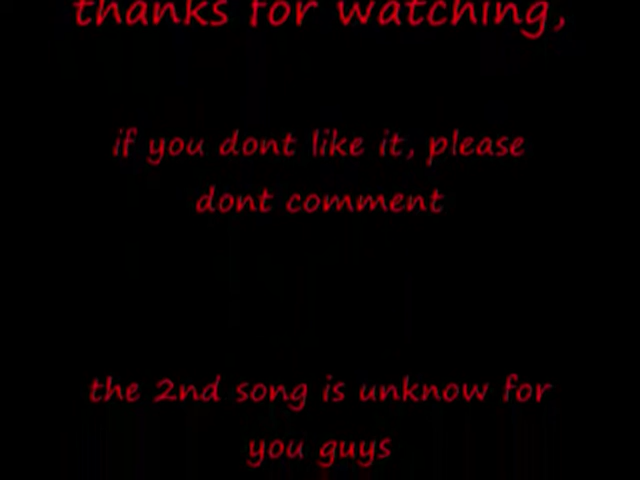 thanks for watching,
if you dont like it, please
dont comment
the 2nd song is unknow for
you guys